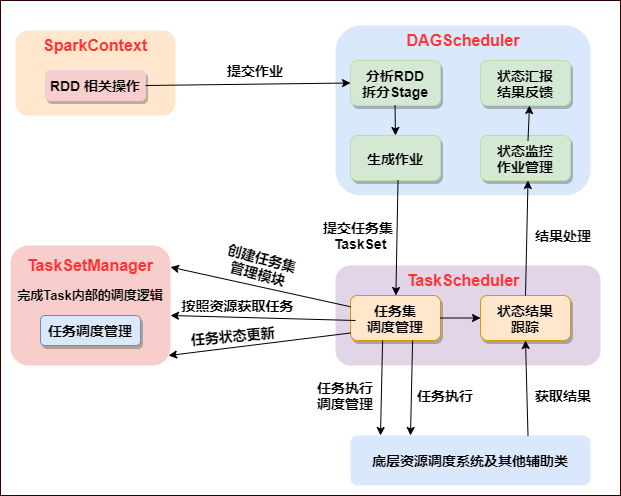 SparkContext
RDD 相关操作
提交作业
DAGScheduler
分析RDD
拆分Stage
状态汇报
结果反馈
生成作业
状态监控
作业管理
提交任务集
TaskSet
结果处理
TaskSetManager
完成Task内部的调度逻辑
任务调度管理
创建任务集
管理模块
按照资源获取任务
任务状态更新
TaskScheduler
任务集
调度管理
状态结果
跟踪
任务执行
调度管理
任务执行
获取结果
底层资源调度系统及其他辅助类